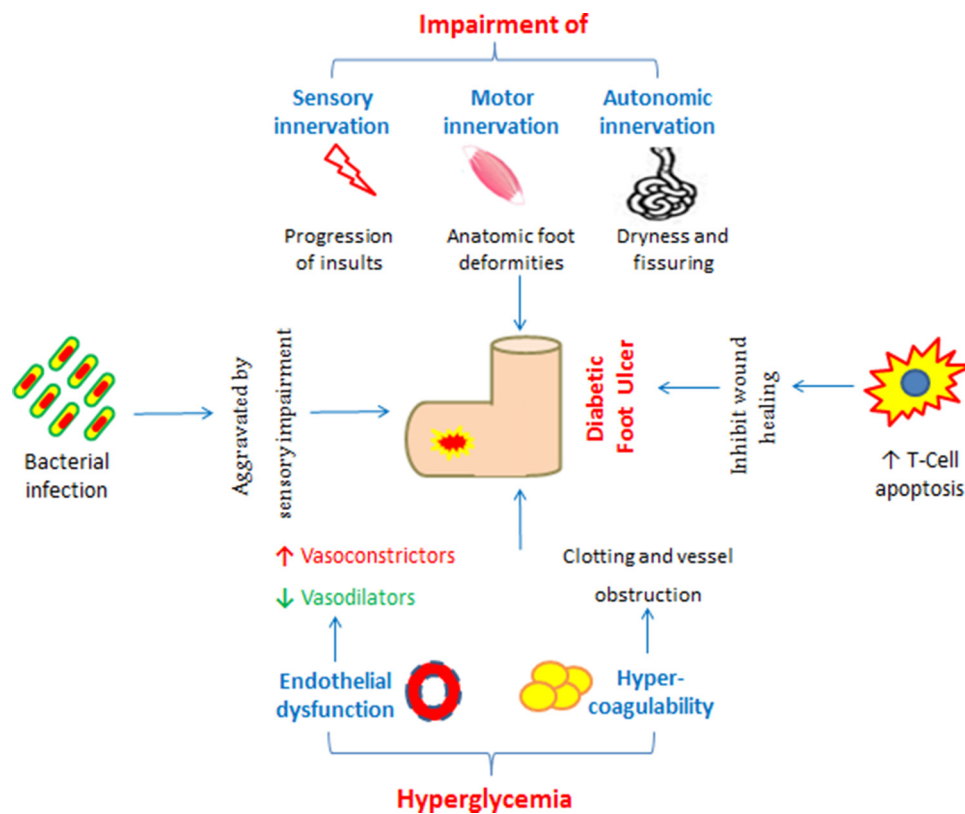 Impairment of
Sensory
innervation
Motor
innervation
Autonomic
innervation
Progression
of insults
Anatomic foot
deformities
Dryness and
fissuring
Bacterial
infection
Aggravated by
sensory impairment
Diabetic
Foot Ulcer
Inhibit wound
healing
↑ T-Cell
apoptosis
↑ Vasoconstrictors
↓ Vasodilators
Clotting and vessel
obstruction
Endothelial
dysfunction
Hyper-
coagulability
Hyperglycemia